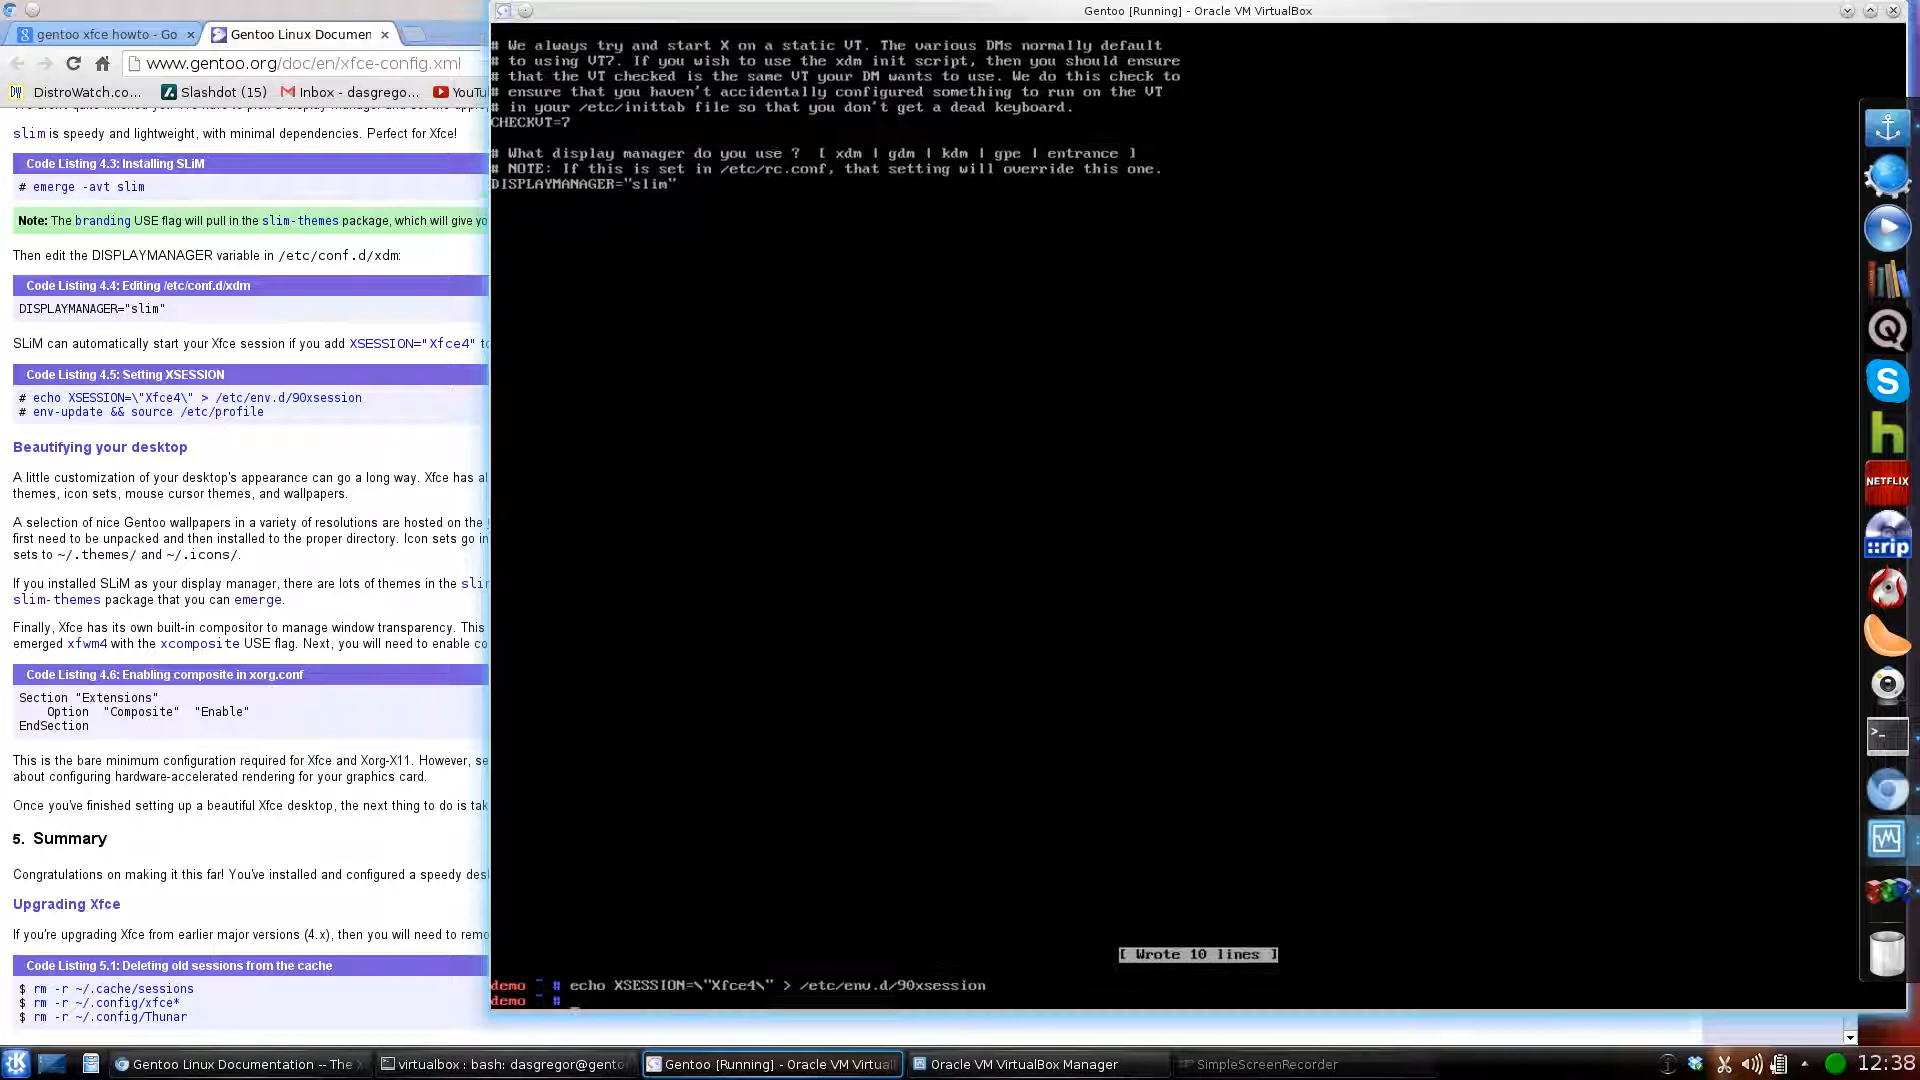 gentoo xfce howto - Go
Gentoo Linux Documen
www.gentoo.org/doc/en/xfce-config.xml
DistroWatch.co...
Slashdot (15)
Inbox - dasgrego...
YouTu
slim is speedy and lightweight, with minimal dependencies. Perfect for Xfce!
Code Listing 4.3: Installing SLiM
# emerge -avt slim
Note: The branding USE flag will pull in the slim-themes package, which will give yo
Then edit the DISPLAYMANAGER variable in /etc/conf.d/xdm:
Code Listing 4.4: Editing /etc/conf.d/xdm
DISPLAYMANAGER="slim"
SLiM can automatically start your Xfce session if you add XSESSION="Xfce4" to
Code Listing 4.5: Setting XSESSION
# echo XSESSION=\"Xfce4\" > /etc/env.d/90xsession
# env-update && source /etc/profile
Beautifying your desktop
A little customization of your desktop's appearance can go a long way. Xfce has al
themes, icon sets, mouse cursor themes, and wallpapers.
A selection of nice Gentoo wallpapers in a variety of resolutions are hosted on the
first need to be unpacked and then installed to the proper directory. Icon sets go in
sets to ~/.themes/ and ~/.icons/.
If you installed SLiM as your display manager, there are lots of themes in the slim
slim-themes package that you can emerge.
Finally, Xfce has its own built-in compositor to manage window transparency. This
emerged xfwm4 with the xcomposite USE flag. Next, you will need to enable co
Code Listing 4.6: Enabling composite in xorg.conf
Section "Extensions"
Option "Composite" "Enable"
EndSection
This is the bare minimum configuration required for Xfce and Xorg-X11. However, se
about configuring hardware-accelerated rendering for your graphics card.
Once you've finished setting up a beautiful Xfce desktop, the next thing to do is tak
5. Summary
Congratulations on making it this far! You've installed and configured a speedy des
Upgrading Xfce
If you're upgrading Xfce from earlier major versions (4.x), then you will need to remo
Code Listing 5.1: Deleting old sessions from the cache
$ rm -r ~/.cache/sessions
$ rm -r ~/.config/xfce*
$ rm -r ~/.config/Thunar
Gentoo [Running] - Oracle VM VirtualBox
# We always try and start X on a static VT. The various DMs normally default
# to using VT7. If you wish to use the xdm init script, then you should ensure
# that the VT checked is the same VT your DM wants to use. We do this check to
# ensure that you haven't accidentally configured something to run on the VT
# in your /etc/inittab file so that you don't get a dead keyboard.
CHECKVT=7
# What display manager do you use ? [ xdm | gdm | kdm | gpe | entrance ]
# NOTE: If this is set in /etc/rc.conf, that setting will override this one.
DISPLAYMANAGER="slim"
[ Wrote 10 lines ]
demo ~ # echo XSESSION=\"Xfce4\" > /etc/env.d/90xsession
demo ~ # _
NETFLIX
::rip
Gentoo Linux Documentation -- The X
virtualbox : bash: dasgregor@gento
Gentoo [Running] - Oracle VM Virtual
Oracle VM VirtualBox Manager
SimpleScreenRecorder
12:38